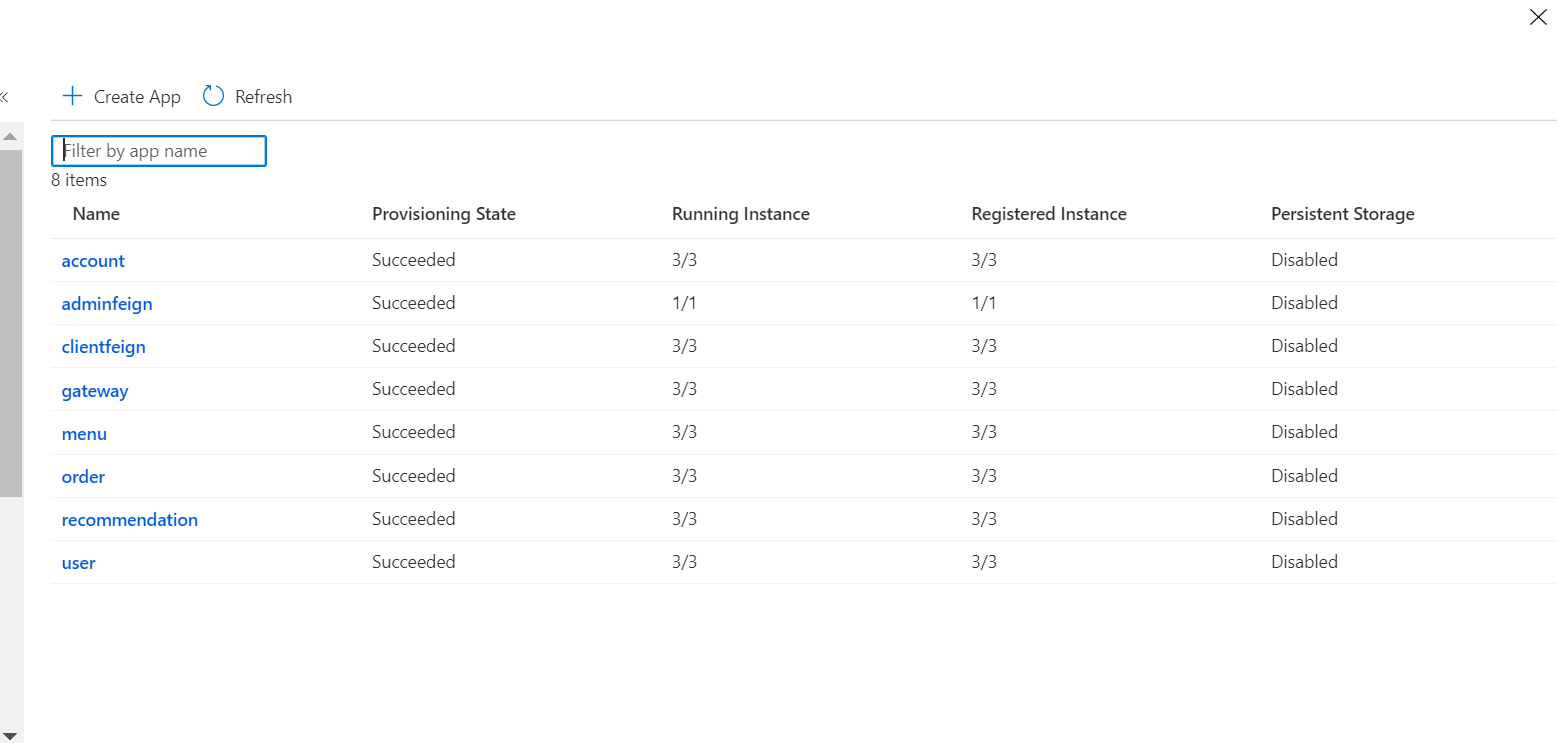 Create App Refresh
Filter by app name
8 items
Name Provisioning State Running Instance Registered Instance Persistent Storage
account Succeeded 3/3 3/3 Disabled
adminfeign Succeeded 1/1 1/1 Disabled
clientfeign Succeeded 3/3 3/3 Disabled
gateway Succeeded 3/3 3/3 Disabled
menu Succeeded 3/3 3/3 Disabled
order Succeeded 3/3 3/3 Disabled
recommendation Succeeded 3/3 3/3 Disabled
user Succeeded 3/3 3/3 Disabled